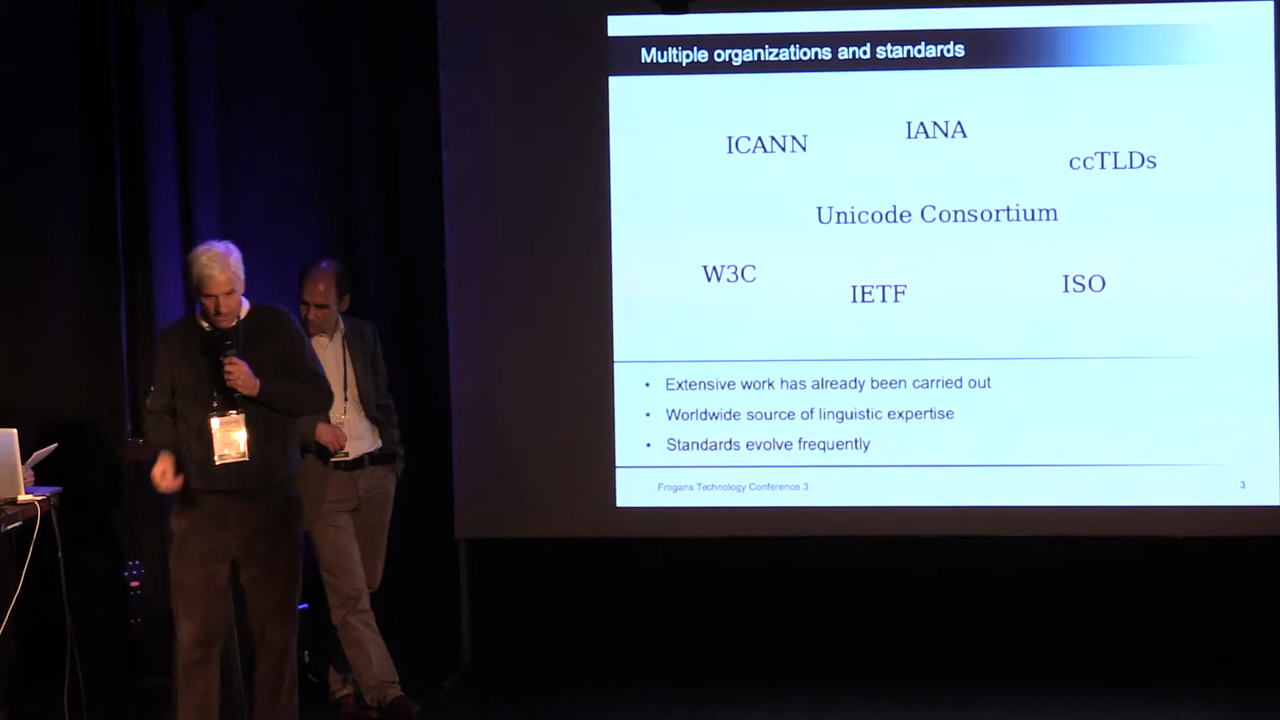 Multiple organizations and standards
ICANN
IANA
ccTLDs
Unicode Consortium
W3C
IETF
ISO
• Extensive work has already been carried out
• Worldwide source of linguistic expertise
• Standards evolve frequently
Frogans Technology Conference 3
3